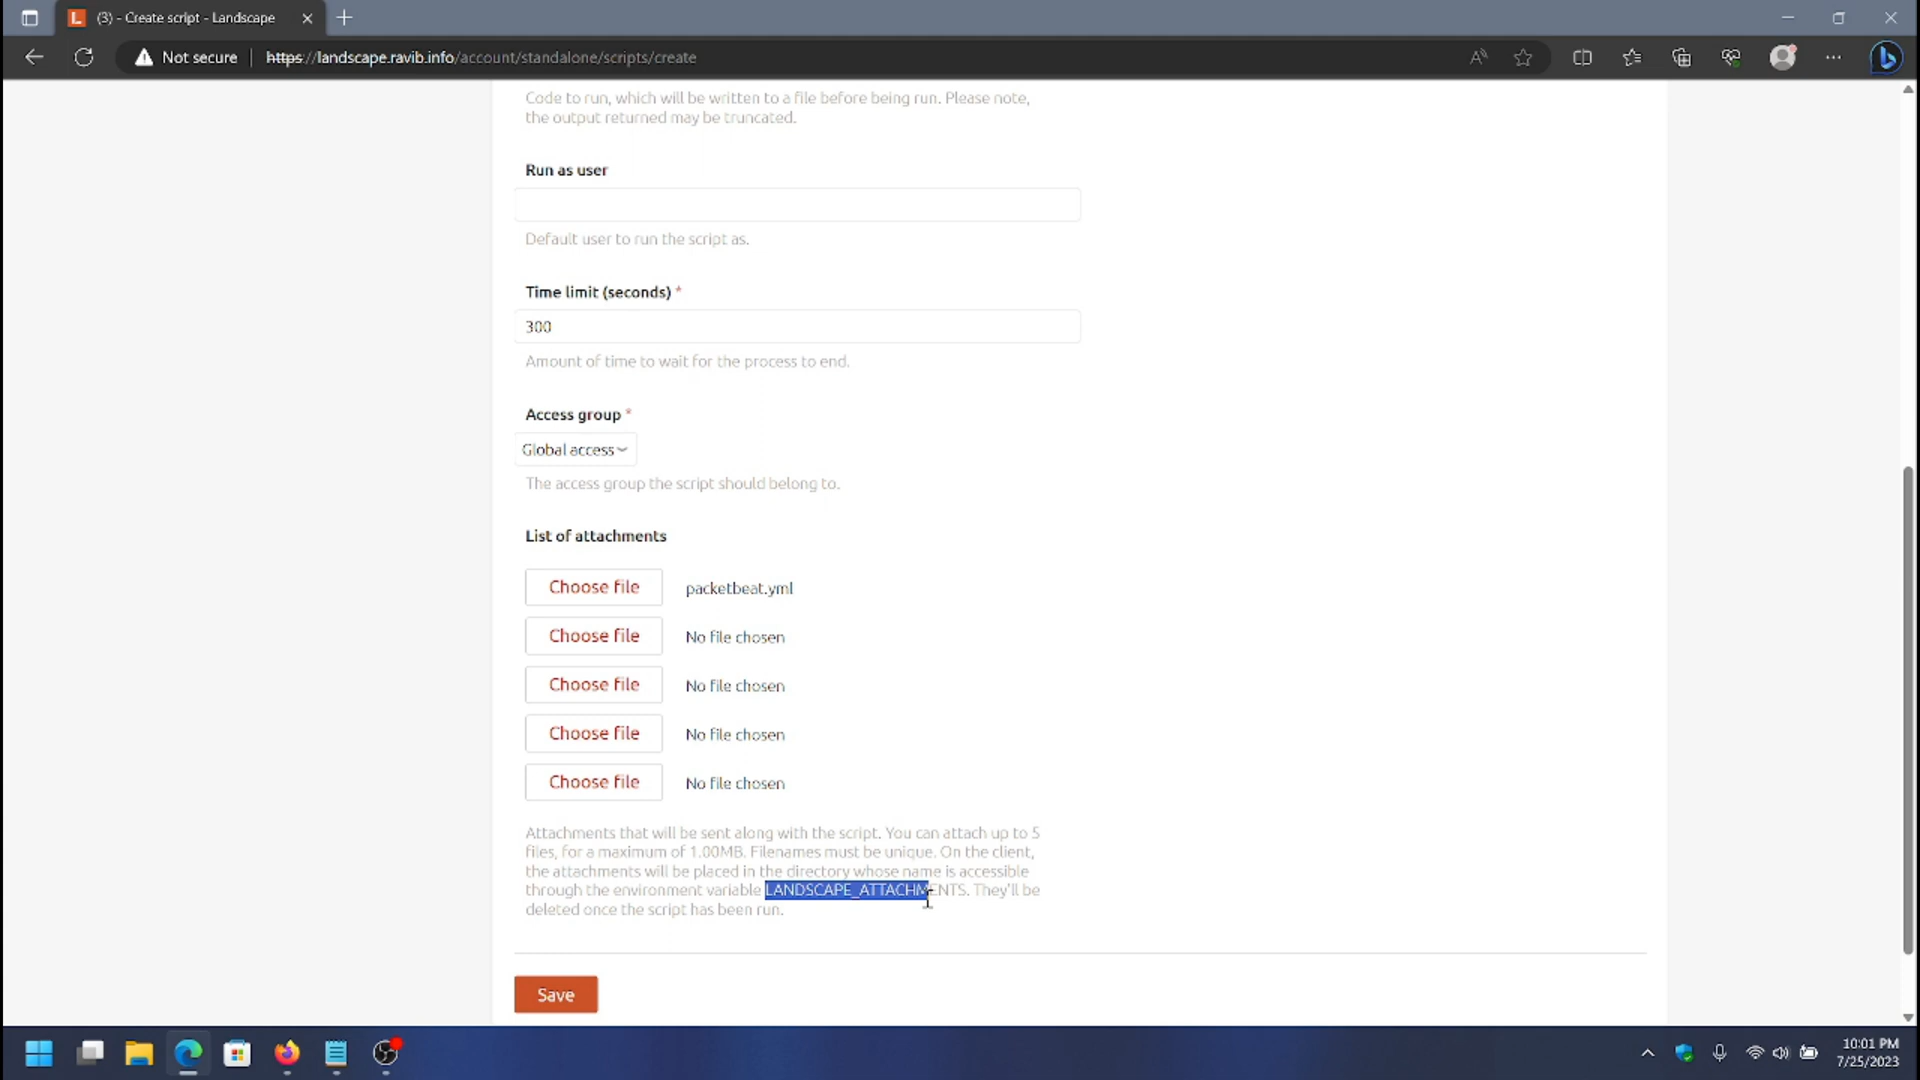 (3) - Create script - Landscape
Not secure
https://landscape.ravib.info/account/standalone/scripts/create
Code to run, which will be written to a file before being run. Please note,
the output returned may be truncated.
Run as user
Default user to run the script as.
Time limit (seconds) *
300
Amount of time to wait for the process to end.
Access group *
Global access
The access group the script should belong to.
List of attachments
Choose file packetbeat.yml
Choose file No file chosen
Choose file No file chosen
Choose file No file chosen
Choose file No file chosen
Attachments that will be sent along with the script. You can attach up to 5
files, for a maximum of 1.00MB. Filenames must be unique. On the client,
the attachments will be placed in the directory whose name is accessible
through the environment variable LANDSCAPE_ATTACHMENTS. They'll be
deleted once the script has been run.
Save
10:01 PM
7/25/2023